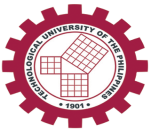 TECHNOLOGICAL UNIVERSITY OF THE PHILIPPINES
• 1901 •